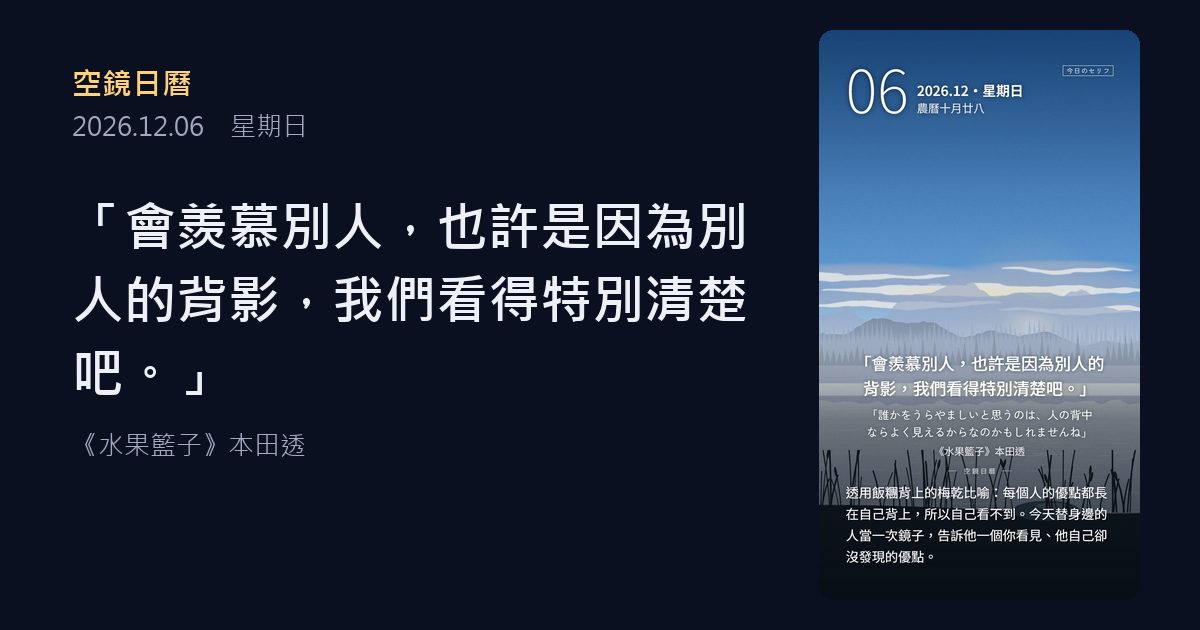 空鏡日曆
2026.12.06 星期日
「會羨慕別人，也許是因為別
人的背影，我們看得特別清楚
吧。」
《水果籃子》本田透
06
2026.12・星期日
農曆十月廿八
今日のセリフ
「會羨慕別人，也許是因為別人的
背影，我們看得特別清楚吧。」
「誰かをうらやましいと思うのは、人の背中
ならよく見えるからなのかもしれませんね」
《水果籃子》本田透
— 空鏡日曆 —
透用飯糰背上的梅乾比喻：每個人的優點都長
在自己背上，所以自己看不到。今天替身邊的
人當一次鏡子，告訴他一個你看見、他自己卻
沒發現的優點。